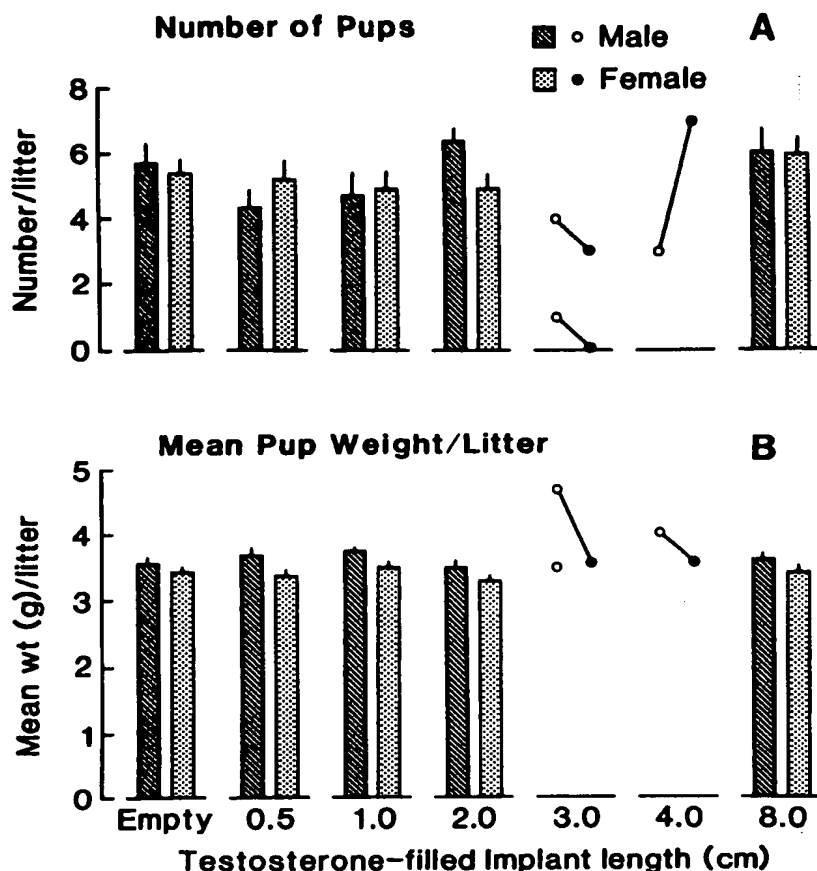 Number of Pups
A
Male
Female
Number/litter
8
6
4
2
0
Mean Pup Weight/Litter
B
Mean wt (g)/litter
5
4
3
2
1
0
Empty 0.5 1.0 2.0 3.0 4.0 8.0
Testosterone-filled Implant length (cm)